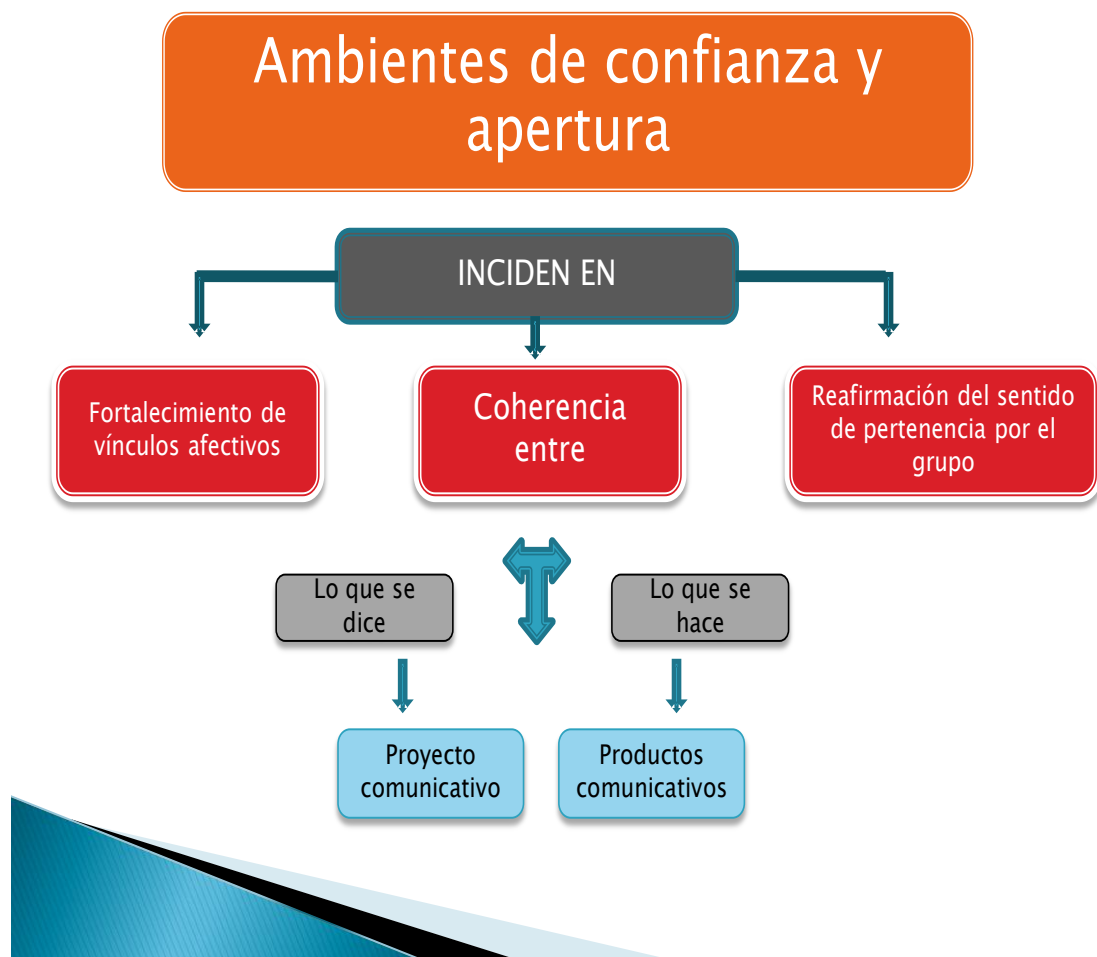 Ambientes de confianza y
apertura
INCIDEN EN
Fortalecimiento de
vínculos afectivos
Coherencia
entre
Reafirmación del sentido
de pertenencia por el
grupo
Lo que se
dice
Lo que se
hace
Proyecto
comunicativo
Productos
comunicativos